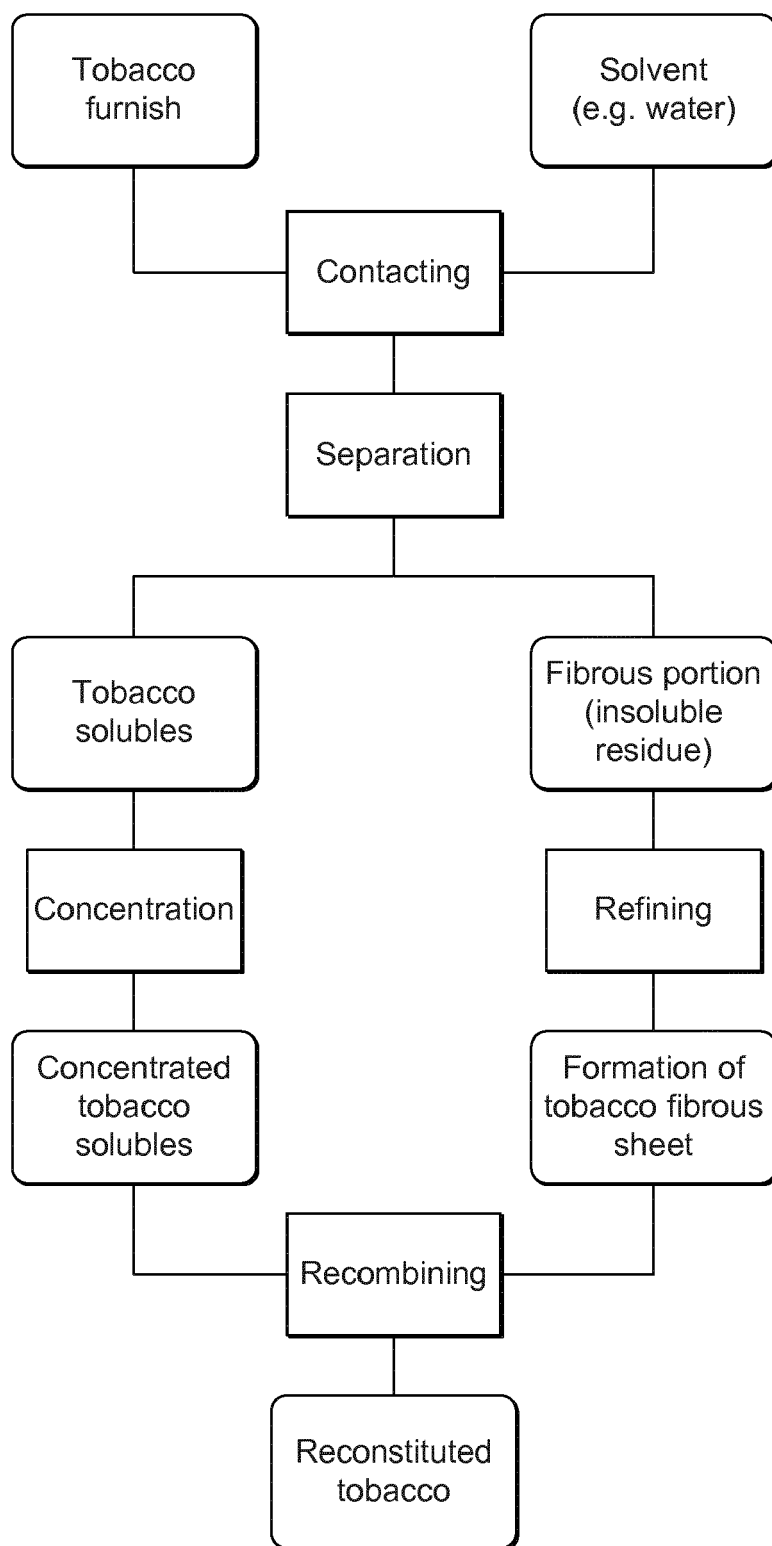 Tobacco
furnish
Solvent
(e.g. water)
Contacting
Separation
Tobacco
solubles
Fibrous portion
(insoluble
residue)
Concentration
Refining
Concentrated
tobacco
solubles
Formation of
tobacco fibrous
sheet
Recombining
Reconstituted
tobacco